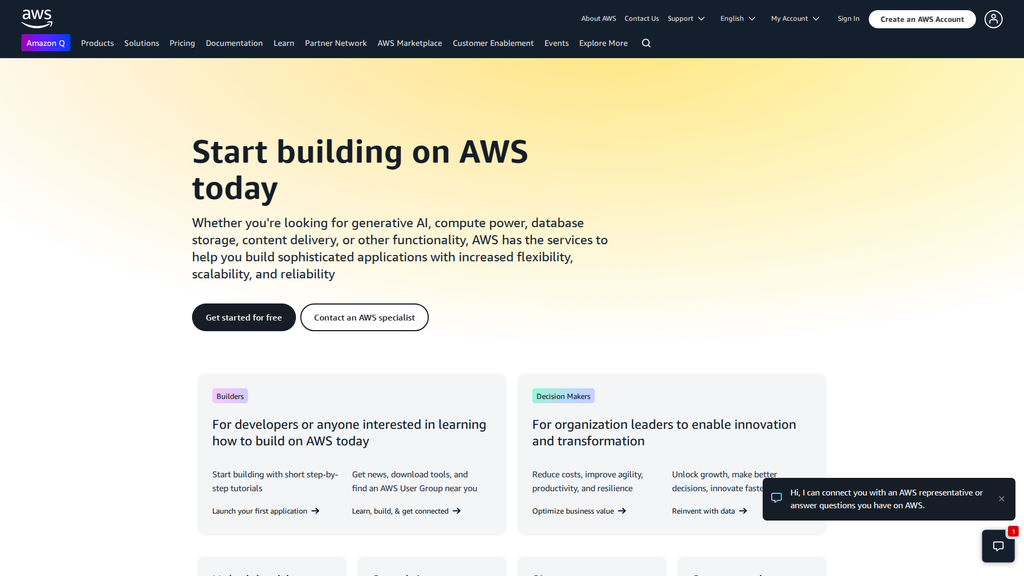 aws
About AWS Contact Us Support English My Account Sign In Create an AWS Account
Amazon Q Products Solutions Pricing Documentation Learn Partner Network AWS Marketplace Customer Enablement Events Explore More
Start building on AWS
today
Whether you're looking for generative AI, compute power, database
storage, content delivery, or other functionality, AWS has the services to
help you build sophisticated applications with increased flexibility,
scalability, and reliability
Get started for free Contact an AWS specialist
Builders
For developers or anyone interested in learning
how to build on AWS today
Start building with short step-by-
step tutorials
Launch your first application
Get news, download tools, and
find an AWS User Group near you
Learn, build, & get connected
Decision Makers
For organization leaders to enable innovation
and transformation
Reduce costs, improve agility,
productivity, and resilience
Optimize business value
Unlock growth, make better
decisions, innovate
Reinvent with data
Hi, I can connect you with an AWS representative or
answer questions you have on AWS.
1